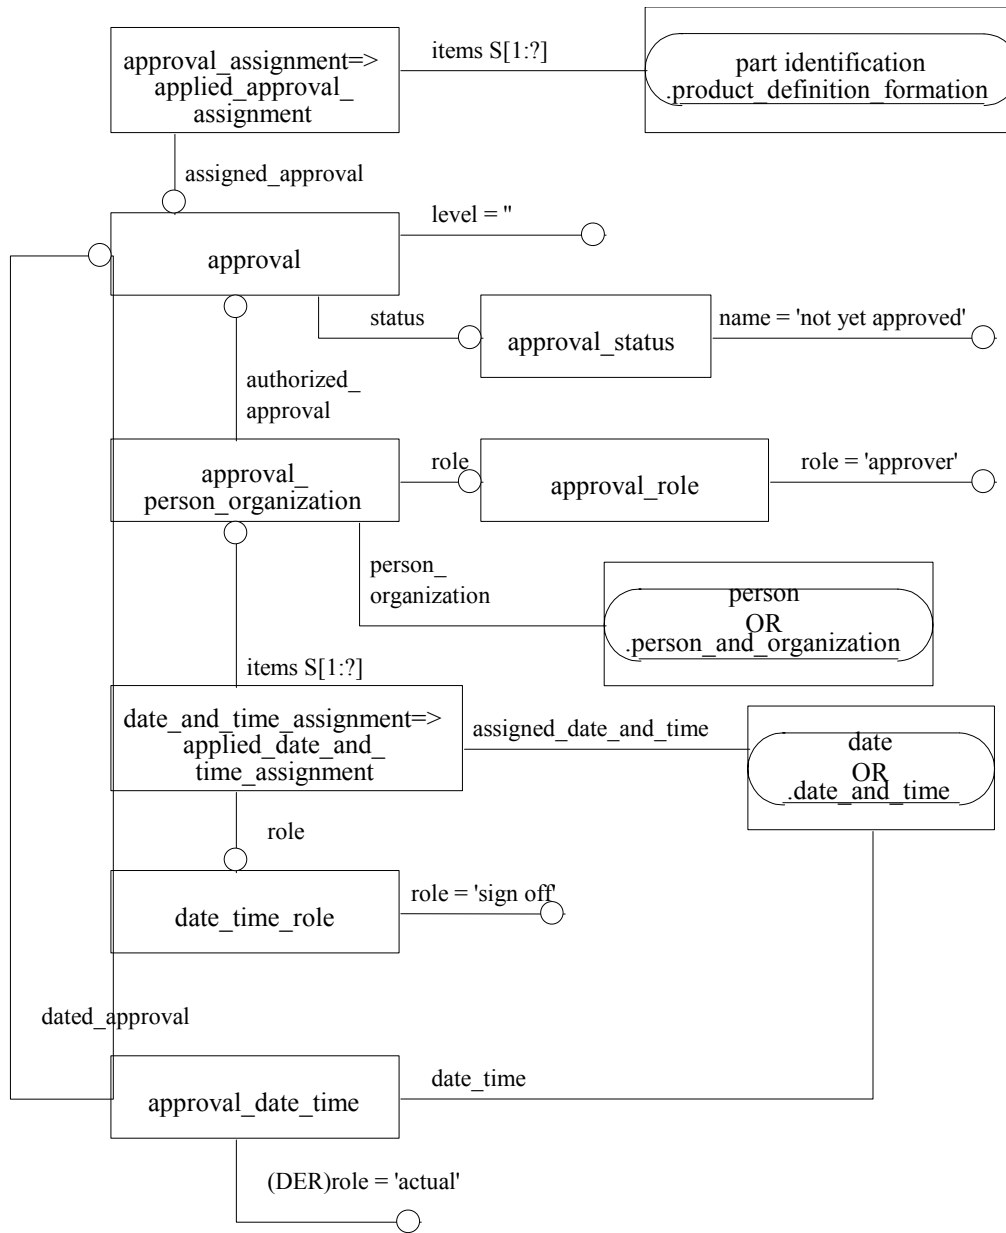 approval_assignment=>
applied_approval_
assignment
items S[1:?]
part identification
.product_definition_formation
assigned_approval
approval
level = ''
status
approval_status
name = 'not yet approved'
authorized_
approval
approval_
person_organization
role
approval_role
role = 'approver'
person_
organization
person
OR
.person_and_organization
items S[1:?]
date_and_time_assignment=>
applied_date_and_
time_assignment
assigned_date_and_time
date
OR
.date_and_time
role
date_time_role
role = 'sign off'
dated_approval
approval_date_time
date_time
(DER)role = 'actual'